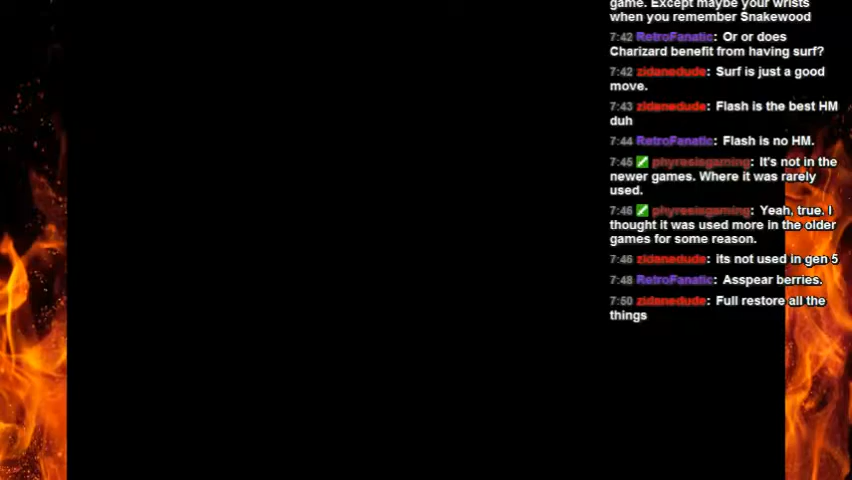 game. Except maybe your wrists
when you remember Snakewood
7:42 RetroFanatic: Or or does
Charizard benefit from having surf?
7:42 zidanedude: Surf is just a good
move.
7:43 zidanedude: Flash is the best HM
duh
7:44 RetroFanatic: Flash is no HM.
7:45 phyresisgaming: It's not in the
newer games. Where it was rarely
used.
7:46 phyresisgaming: Yeah, true. I
thought it was used more in the older
games for some reason.
7:46 zidanedude: its not used in gen 5
7:48 RetroFanatic: Asspear berries.
7:50 zidanedude: Full restore all the
things